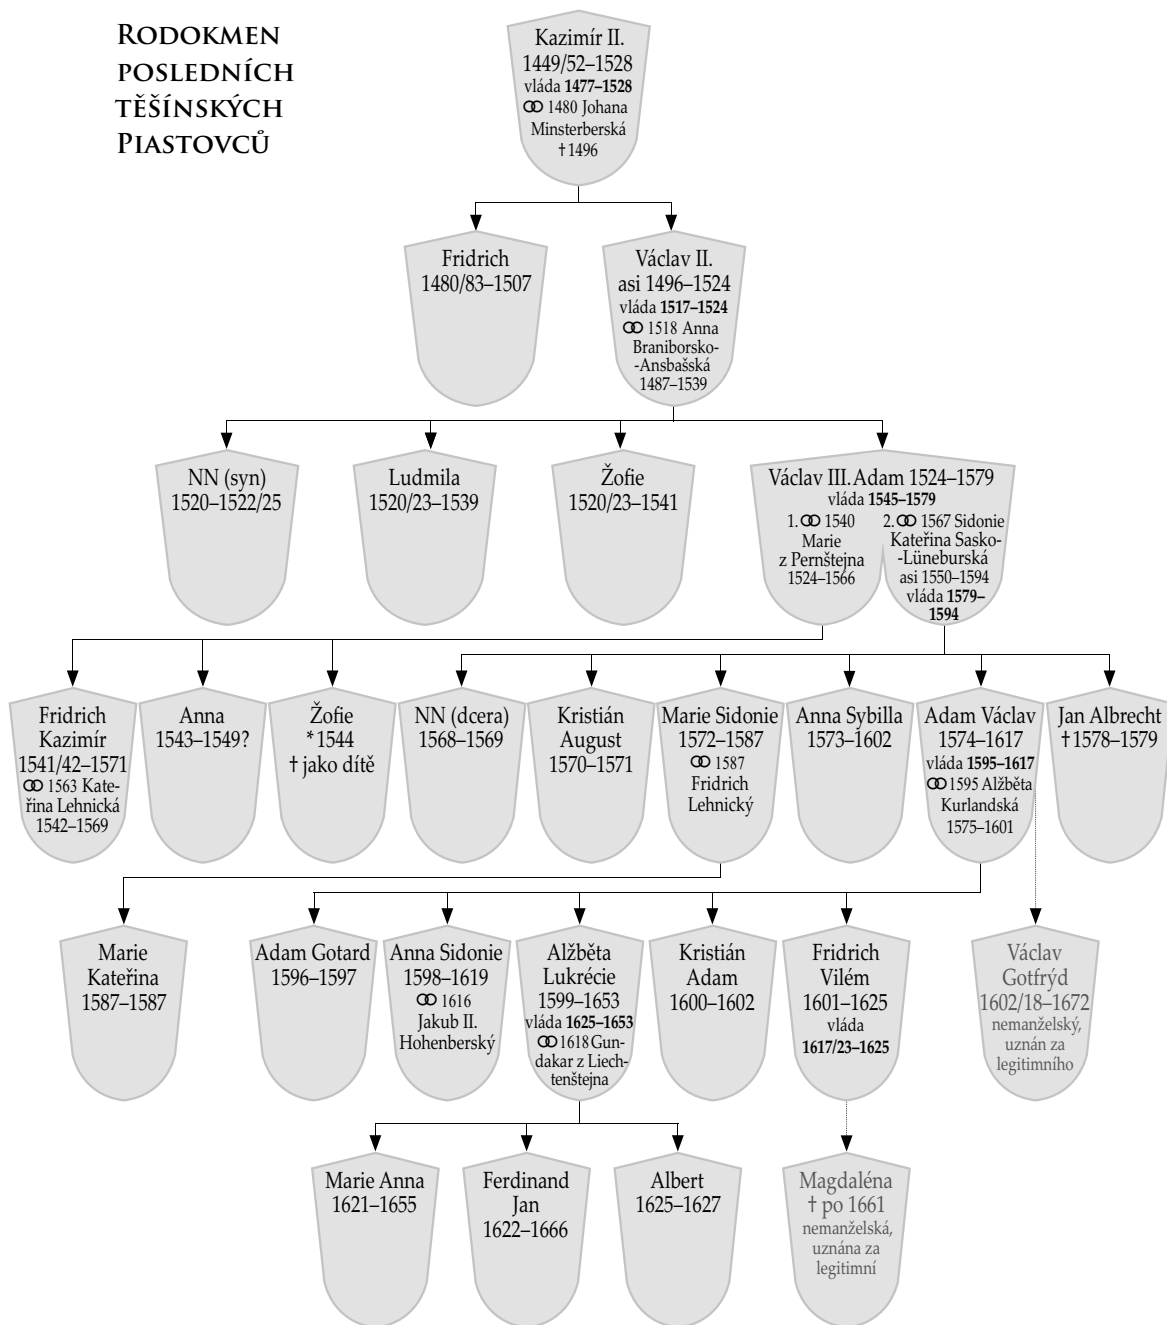 Rodokmen
posledních
těšínských
Piastovců
Kazimír II.
1449/52–1528
vláda 1477–1528
⚭ 1480 Johana
Minsterberská
† 1496
Fridrich
1480/83–1507
Václav II.
asi 1496–1524
vláda 1517–1524
⚭ 1518 Anna
Braniborsko-
-Ansbašská
1487–1539
NN (syn)
1520–1522/25
Ludmila
1520/23–1539
Žofie
1520/23–1541
Václav III. Adam 1524–1579
vláda 1545–1579
1. ⚭ 1540
Marie
z Pernštejna
1524–1566
2. ⚭ 1567 Sidonie
Kateřina Sasko-
-Lüneburská
asi 1550–1594
vláda 1579–
1594
Fridrich
Kazimír
1541/42–1571
⚭ 1563 Kate-
řina Lehnická
1542–1569
Anna
1543–1549?
Žofie
* 1544
† jako dítě
NN (dcera)
1568–1569
Kristián
August
1570–1571
Marie Sidonie
1572–1587
⚭ 1587
Fridrich
Lehnický
Anna Sybilla
1573–1602
Adam Václav
1574–1617
vláda 1595–1617
⚭ 1595 Alžběta
Kurlandská
1575–1601
Jan Albrecht
† 1578–1579
Marie
Kateřina
1587–1587
Adam Gotard
1596–1597
Anna Sidonie
1598–1619
⚭ 1616
Jakub II.
Hohenberský
Alžběta
Lukrécie
1599–1653
vláda 1625–1653
⚭ 1618 Gun-
dakar z Liech-
tenštejna
Kristián
Adam
1600–1602
Fridrich
Vilém
1601–1625
vláda
1617/23–1625
Václav
Gotfrýd
1602/18–1672
nemanželský,
uznán za
legitimního
Marie Anna
1621–1655
Ferdinand
Jan
1622–1666
Albert
1625–1627
Magdaléna
† po 1661
nemanželská,
uznána za
legitimní